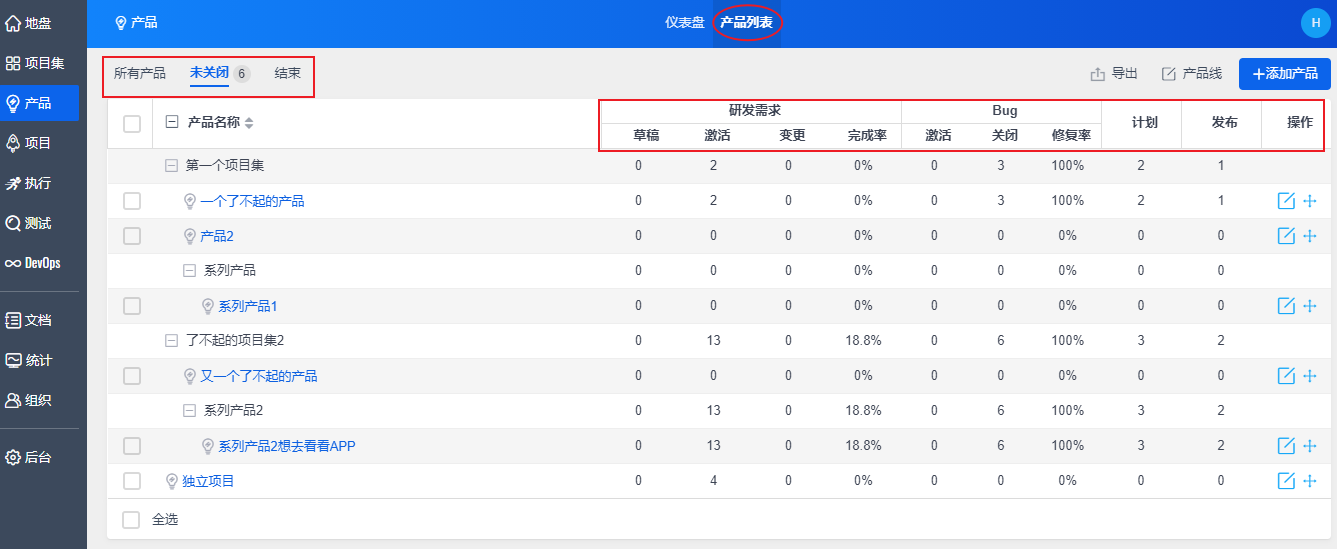 地盘
项目集
产品
项目
执行
测试
DevOps
文档
统计
组织
后台
产品
仪表盘 产品列表
H
所有产品 未关闭 6 结束
导出 产品线 +添加产品
产品名称 研发需求 Bug 计划 发布 操作
草稿 激活 变更 完成率 激活 关闭 修复率
第一个项目集 0 2 0 0% 0 3 100% 2 1
一个了不起的产品 0 2 0 0% 0 3 100% 2 1
产品2 0 0 0 0% 0 0 0% 0 0
系列产品 0 0 0 0% 0 0 0% 0 0
系列产品1 0 0 0 0% 0 0 0% 0 0
了不起的项目集2 0 13 0 18.8% 0 6 100% 3 2
又一个了不起的产品 0 0 0 0% 0 0 0% 0 0
系列产品2 0 13 0 18.8% 0 6 100% 3 2
系列产品2想去看看APP 0 13 0 18.8% 0 6 100% 3 2
独立项目 0 4 0 0% 0 0 0% 0 0
全选